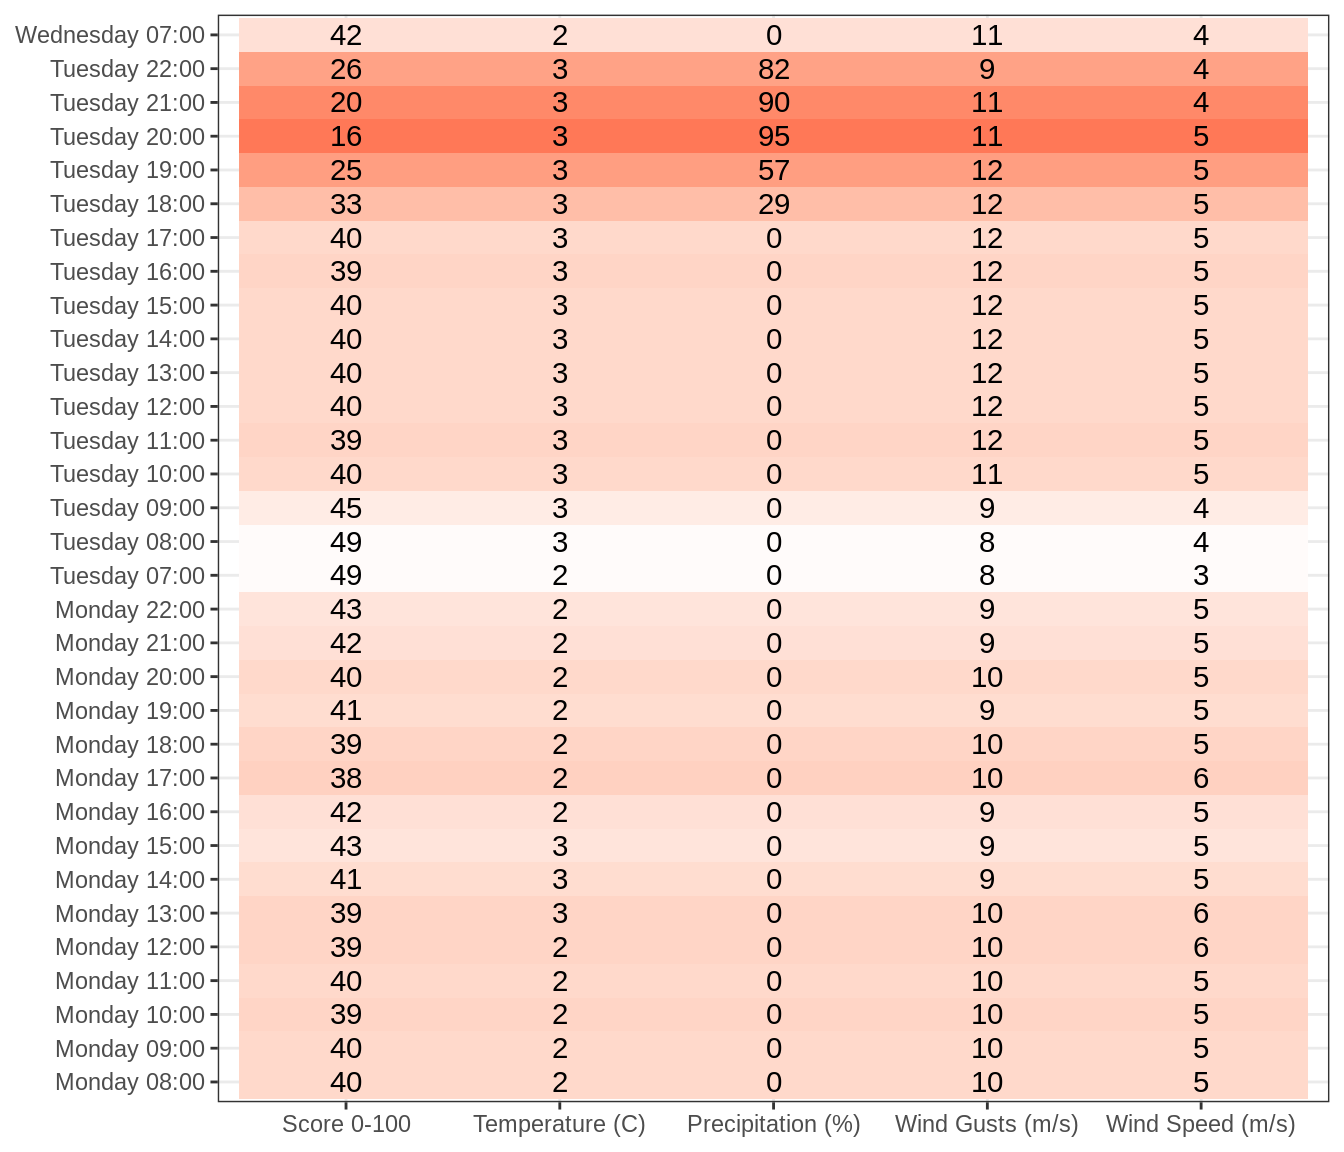 Wednesday 07:00 42 2 0 11 4
Tuesday 22:00 26 3 82 9 4
Tuesday 21:00 20 3 90 11 4
Tuesday 20:00 16 3 95 11 5
Tuesday 19:00 25 3 57 12 5
Tuesday 18:00 33 3 29 12 5
Tuesday 17:00 40 3 0 12 5
Tuesday 16:00 39 3 0 12 5
Tuesday 15:00 40 3 0 12 5
Tuesday 14:00 40 3 0 12 5
Tuesday 13:00 40 3 0 12 5
Tuesday 12:00 40 3 0 12 5
Tuesday 11:00 39 3 0 12 5
Tuesday 10:00 40 3 0 11 5
Tuesday 09:00 45 3 0 9 4
Tuesday 08:00 49 3 0 8 4
Tuesday 07:00 49 2 0 8 3
Monday 22:00 43 2 0 9 5
Monday 21:00 42 2 0 9 5
Monday 20:00 40 2 0 10 5
Monday 19:00 41 2 0 9 5
Monday 18:00 39 2 0 10 5
Monday 17:00 38 2 0 10 6
Monday 16:00 42 2 0 9 5
Monday 15:00 43 3 0 9 5
Monday 14:00 41 3 0 9 5
Monday 13:00 39 3 0 10 6
Monday 12:00 39 2 0 10 6
Monday 11:00 40 2 0 10 5
Monday 10:00 39 2 0 10 5
Monday 09:00 40 2 0 10 5
Monday 08:00 40 2 0 10 5
Score 0-100 Temperature (C) Precipitation (%) Wind Gusts (m/s) Wind Speed (m/s)